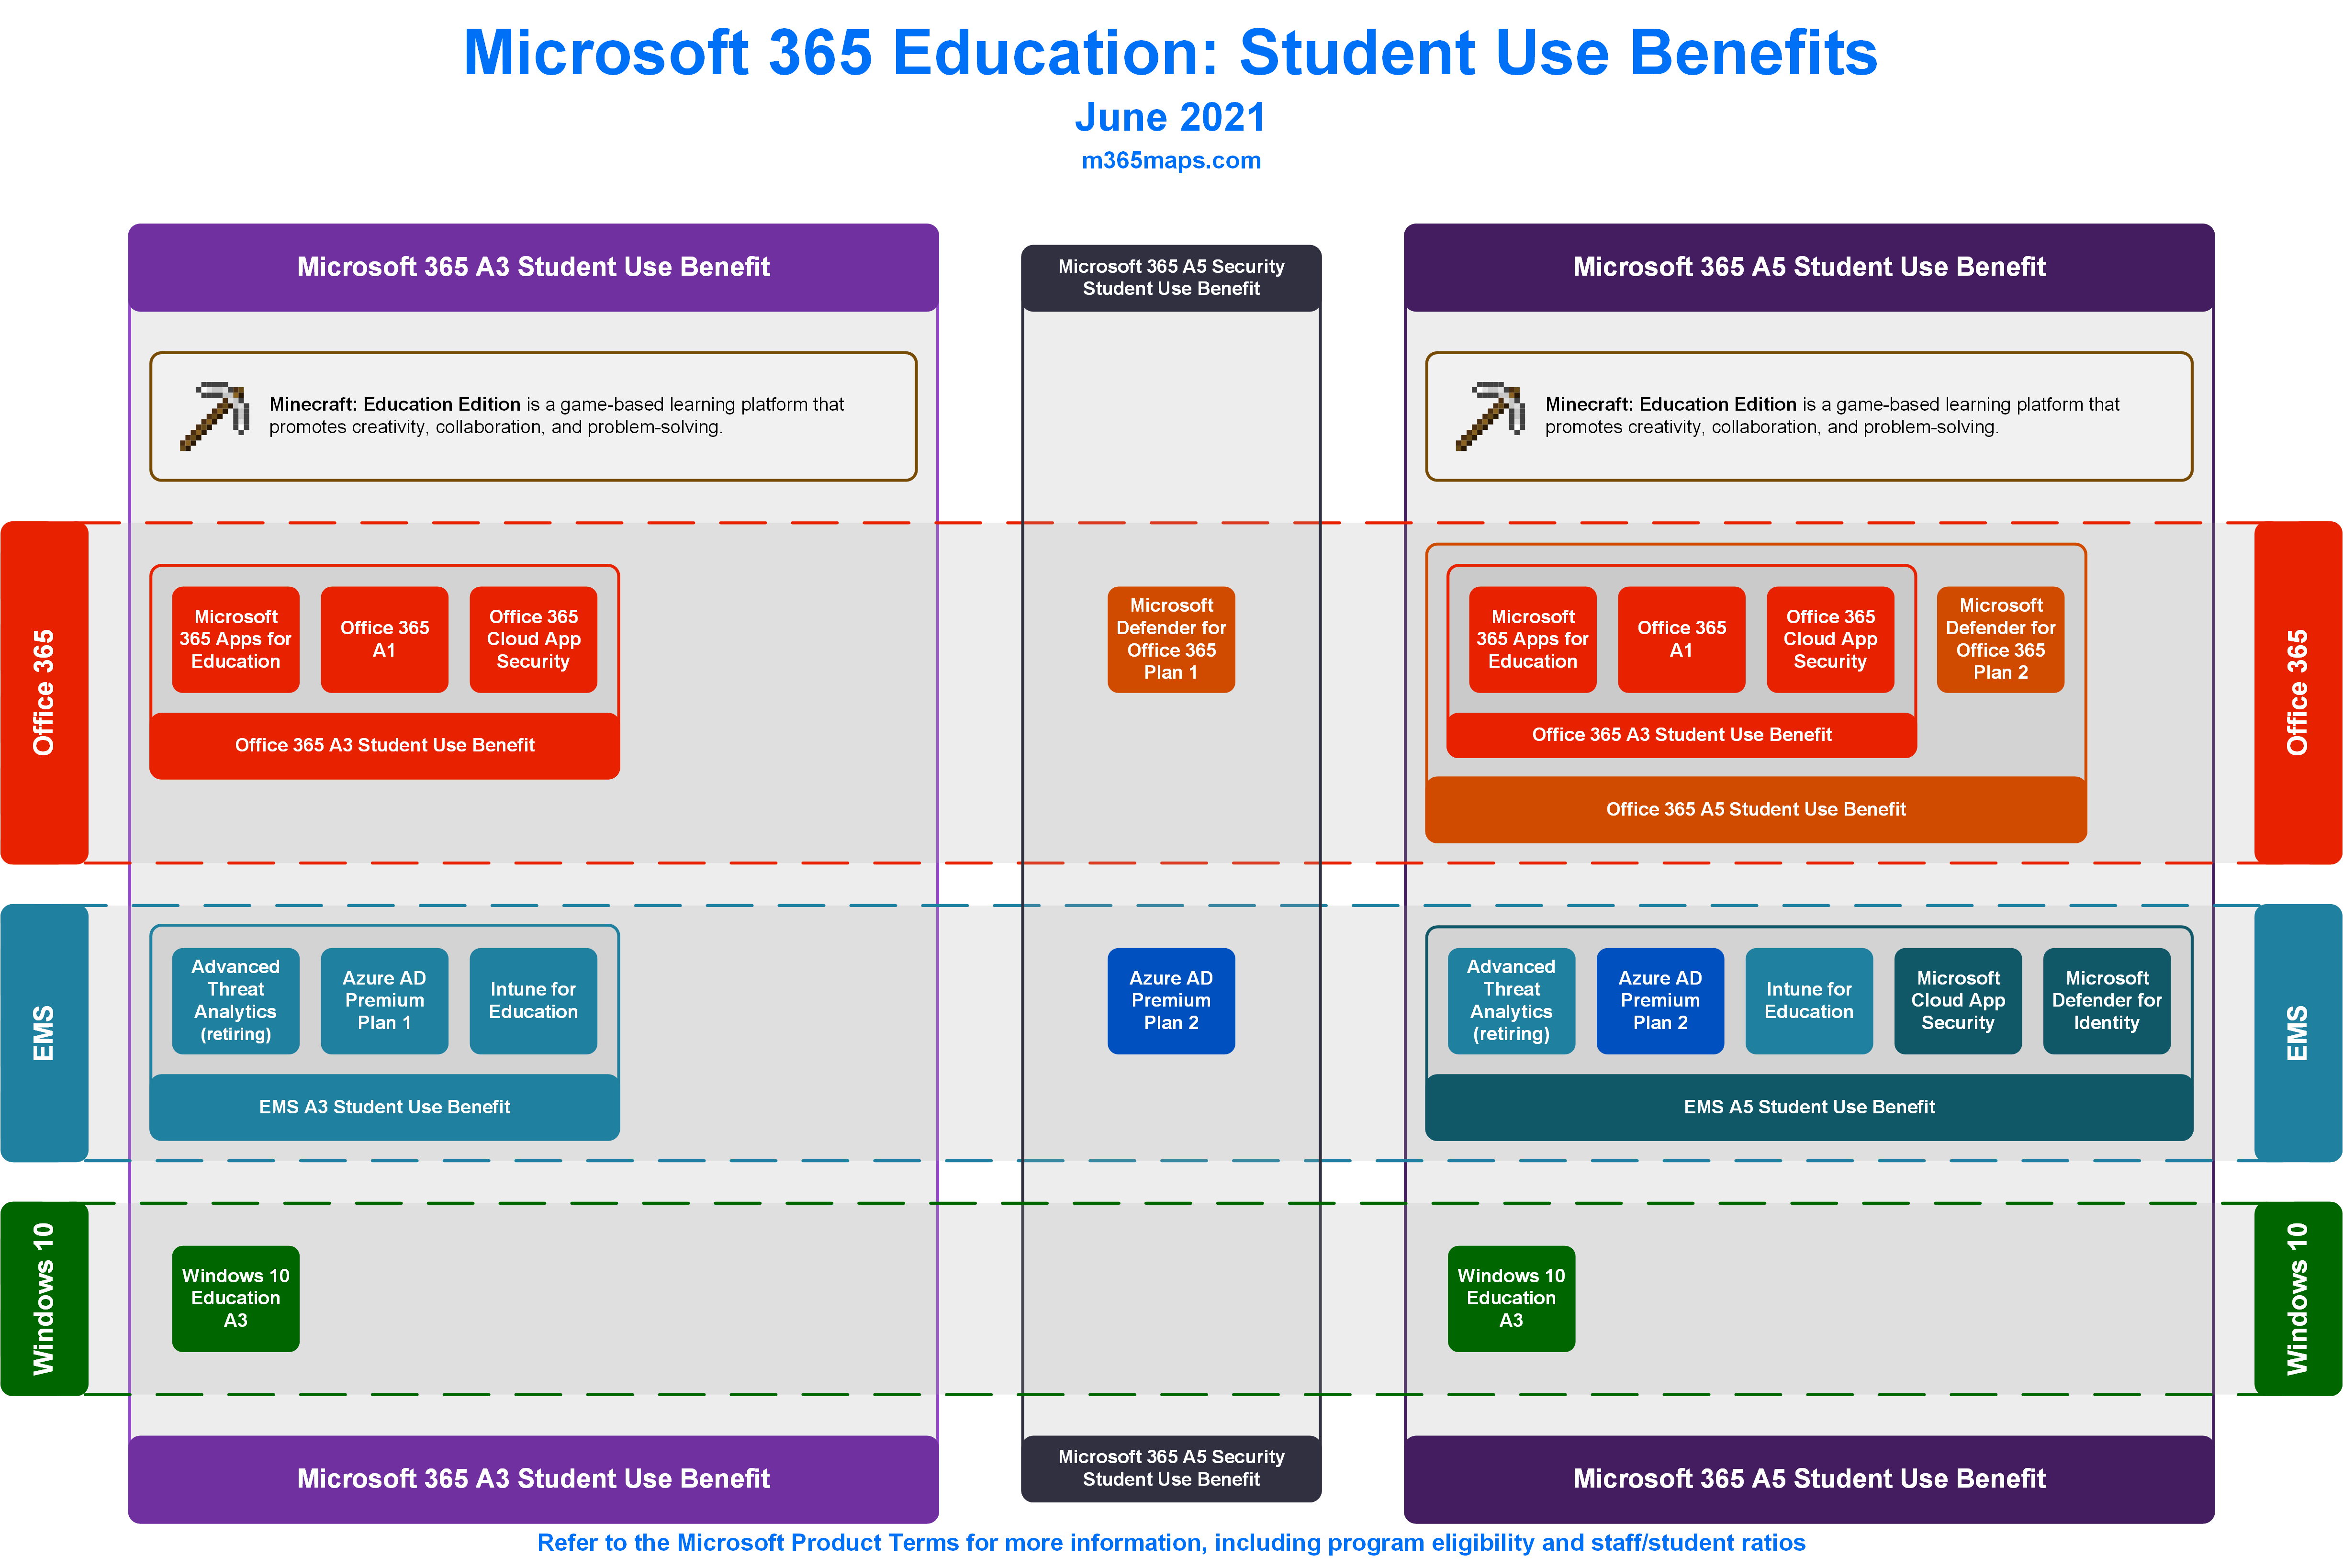 Microsoft 365 Education: Student Use Benefits
June 2021
m365maps.com
Microsoft 365 A3 Student Use Benefit
Microsoft 365 A5 Security
Student Use Benefit
Microsoft 365 A5 Student Use Benefit
Minecraft: Education Edition is a game-based learning platform that
promotes creativity, collaboration, and problem-solving.
Minecraft: Education Edition is a game-based learning platform that
promotes creativity, collaboration, and problem-solving.
Office 365
Microsoft
365 Apps for
Education
Office 365
A1
Office 365
Cloud App
Security
Office 365 A3 Student Use Benefit
Microsoft
Defender for
Office 365
Plan 1
Microsoft
365 Apps for
Education
Office 365
A1
Office 365
Cloud App
Security
Office 365 A3 Student Use Benefit
Microsoft
Defender for
Office 365
Plan 2
Office 365 A5 Student Use Benefit
Office 365
EMS
Advanced
Threat
Analytics
(retiring)
Azure AD
Premium
Plan 1
Intune for
Education
EMS A3 Student Use Benefit
Azure AD
Premium
Plan 2
Advanced
Threat
Analytics
(retiring)
Azure AD
Premium
Plan 2
Intune for
Education
Microsoft
Cloud App
Security
Microsoft
Defender for
Identity
EMS A5 Student Use Benefit
EMS
Windows 10
Windows 10
Education
A3
Windows 10
Education
A3
Windows 10
Microsoft 365 A3 Student Use Benefit
Microsoft 365 A5 Security
Student Use Benefit
Microsoft 365 A5 Student Use Benefit
Refer to the Microsoft Product Terms for more information, including program eligibility and staff/student ratios